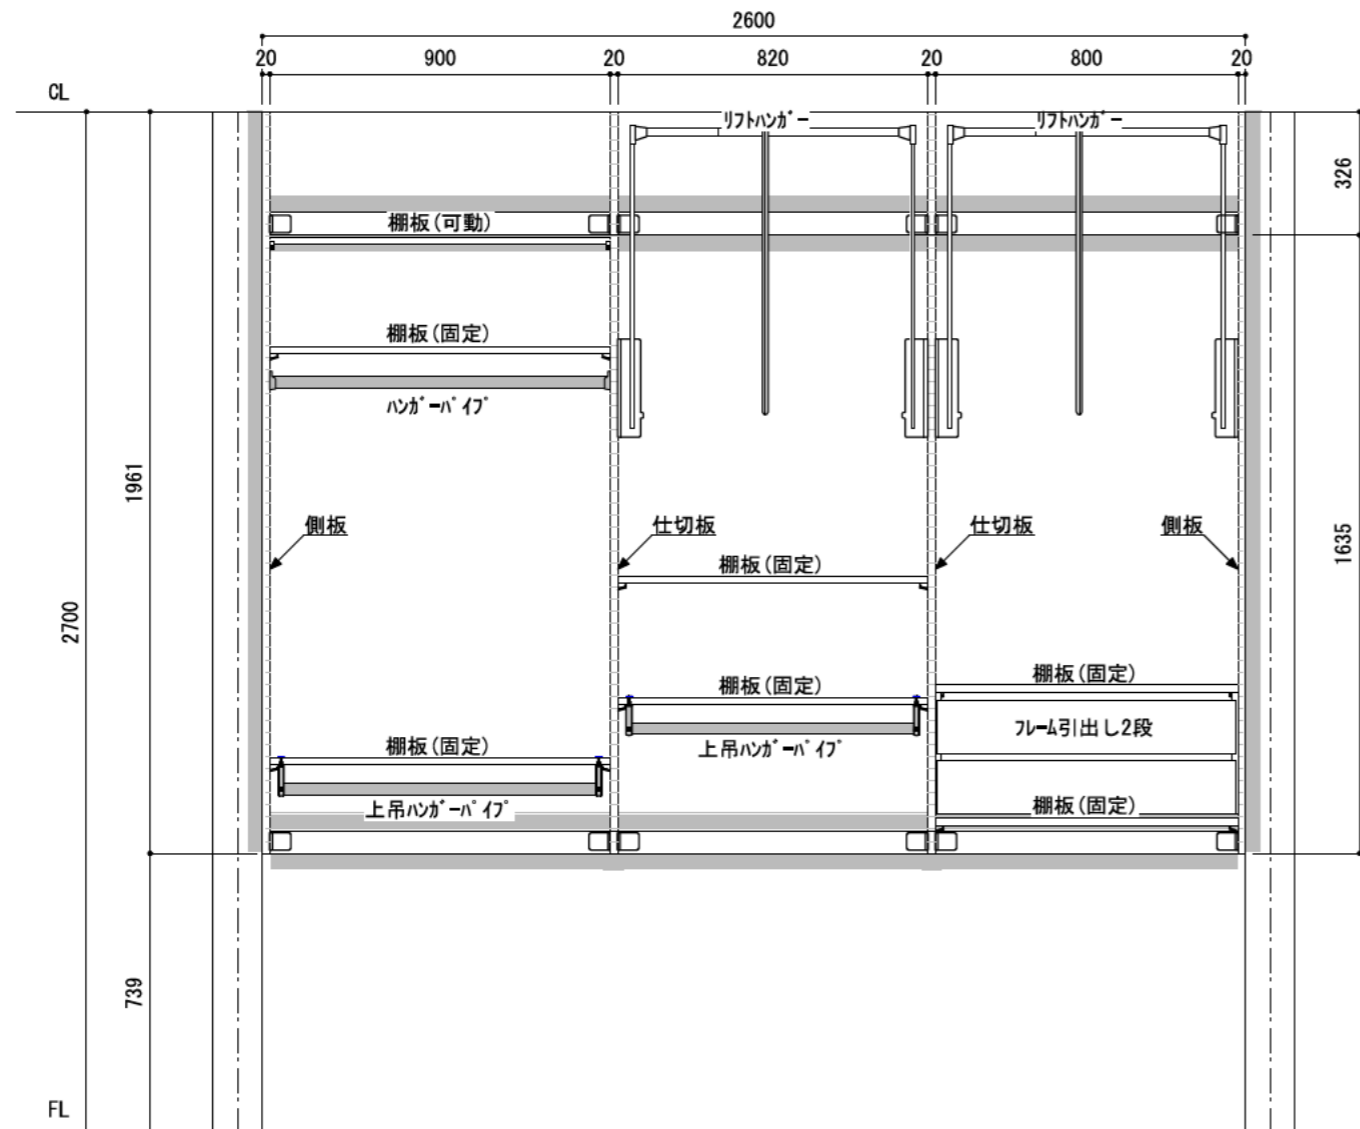 2600
20 900 20 820 20 800 20
CL
リフトハンガー リフトハンガー
326
棚板(可動)
棚板(固定)
ハンガーパイプ
1961
側板 仕切板 仕切板 側板
1635
棚板(固定)
2700
棚板(固定) 棚板(固定)
フレーム引出し2段
棚板(固定) 上吊ハンガーパイプ
上吊ハンガーパイプ 棚板(固定)
739
FL